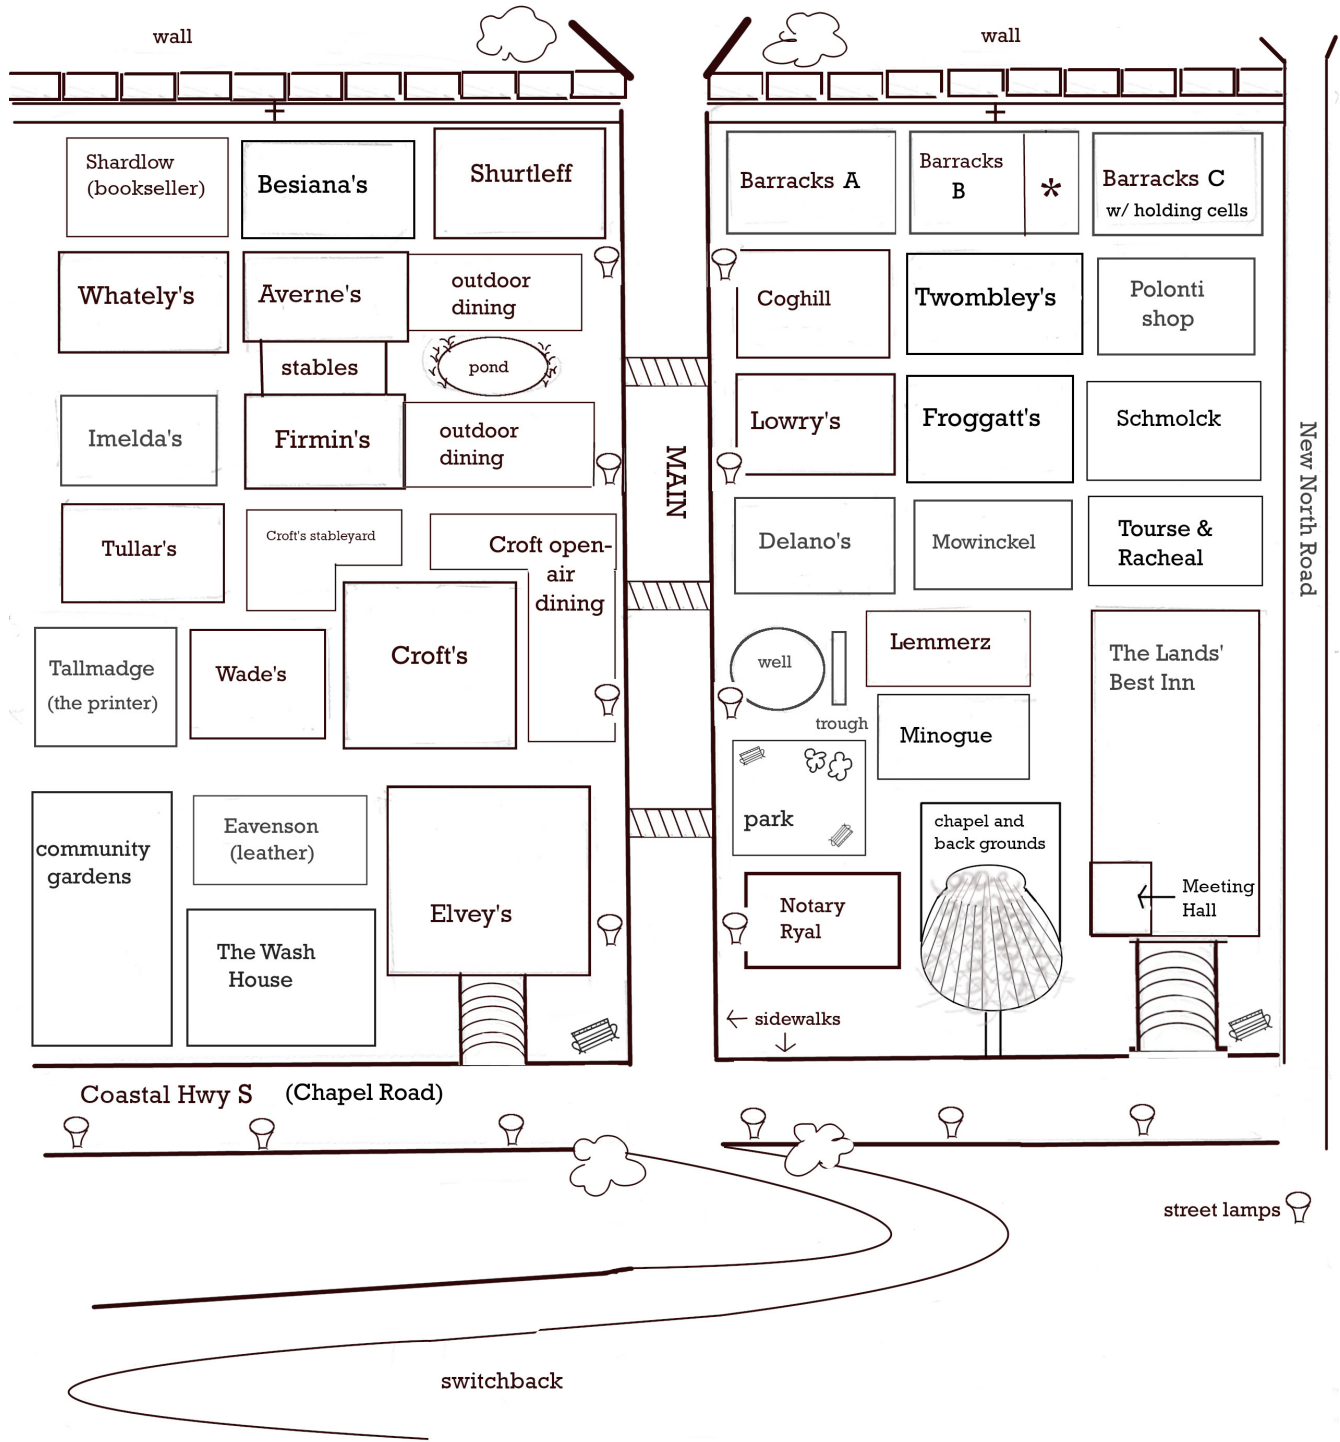 wall
wall
Shardlow
(bookseller)
Besiana's
Shurtleff
Barracks A
Barracks
B
*
Barracks C
w/ holding cells
Whately's
Averne's
outdoor
dining
Coghill
Twombley's
Polonti
shop
stables
pond
Imelda's
Firmin's
outdoor
dining
MAIN
Lowry's
Froggatt's
Schmolck
New North Road
Tullar's
Croft's stableyard
Croft open-
air
dining
Delano's
Mowinckel
Tourse &
Racheal
Tallmadge
(the printer)
Wade's
Croft's
well
trough
Lemmerz
Minogue
The Lands'
Best Inn
community
gardens
Eavenson
(leather)
Elvey's
The Wash
House
park
chapel and
back grounds
Notary
Ryal
Meeting
Hall
sidewalks
Coastal Hwy S (Chapel Road)
street lamps
switchback